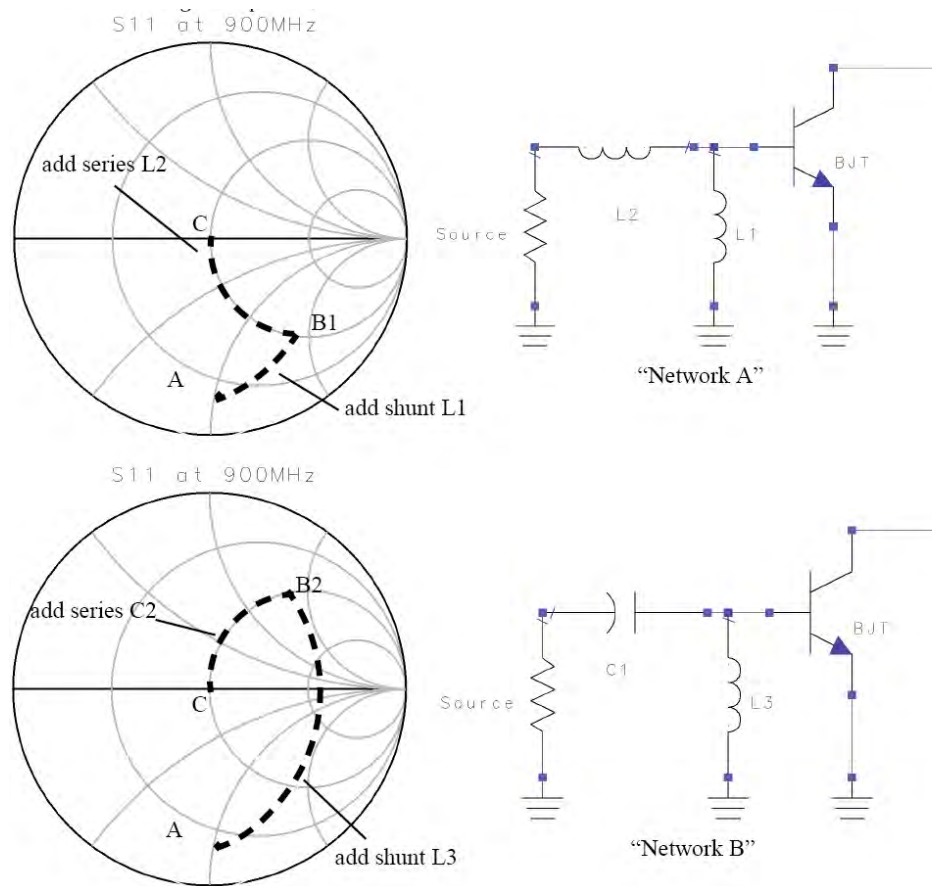 S11 at 900MHz
add series L2
C
B1
A
add shunt L1
Source
L2
L1
BJT
“Network A”
S11 at 900MHz
add series C2
B2
C
A
add shunt L3
Source
C1
L3
BJT
“Network B”